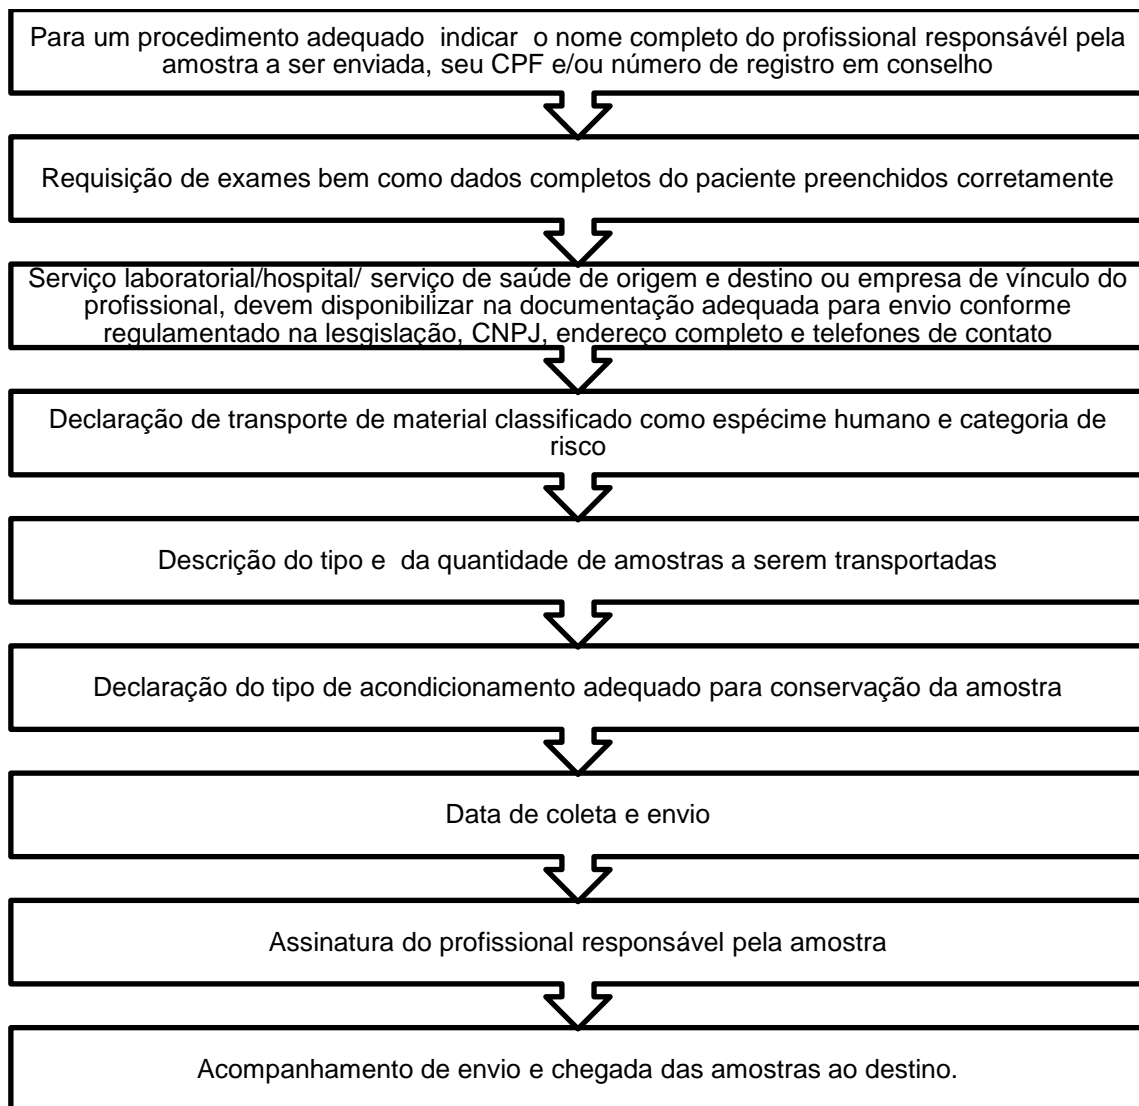 Para um procedimento adequado  indicar  o nome completo do profissional responsávél pela
amostra a ser enviada, seu CPF e/ou número de registro em conselho
Requisição de exames bem como dados completos do paciente preenchidos corretamente
Serviço laboratorial/hospital/ serviço de saúde de origem e destino ou empresa de vínculo do
profissional, devem disponibilizar na documentação adequada para envio conforme
regulamentado na lesgislação, CNPJ, endereço completo e telefones de contato
Declaração de transporte de material classificado como espécime humano e categoria de
risco
Descrição do tipo e  da quantidade de amostras a serem transportadas
Declaração do tipo de acondicionamento adequado para conservação da amostra
Data de coleta e envio
Assinatura do profissional responsável pela amostra
Acompanhamento de envio e chegada das amostras ao destino.